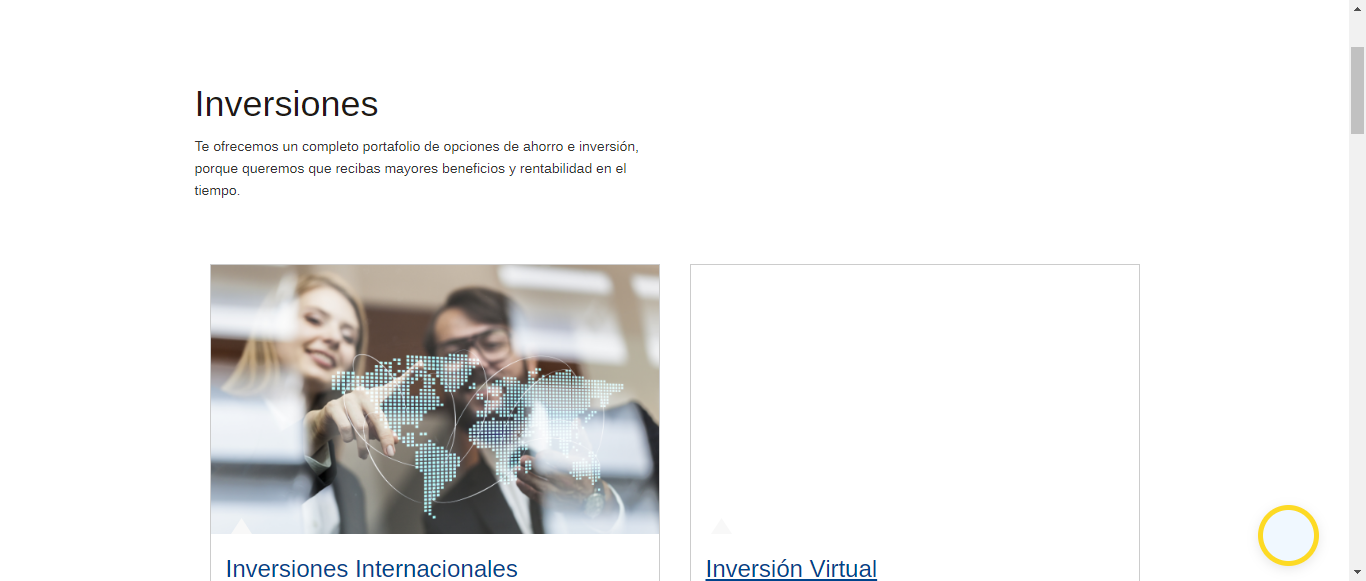 Inversiones
Te ofrecemos un completo portafolio de opciones de ahorro e inversión,
porque queremos que recibas mayores beneficios y rentabilidad en el
tiempo.
Inversiones Internacionales
Inversión Virtual